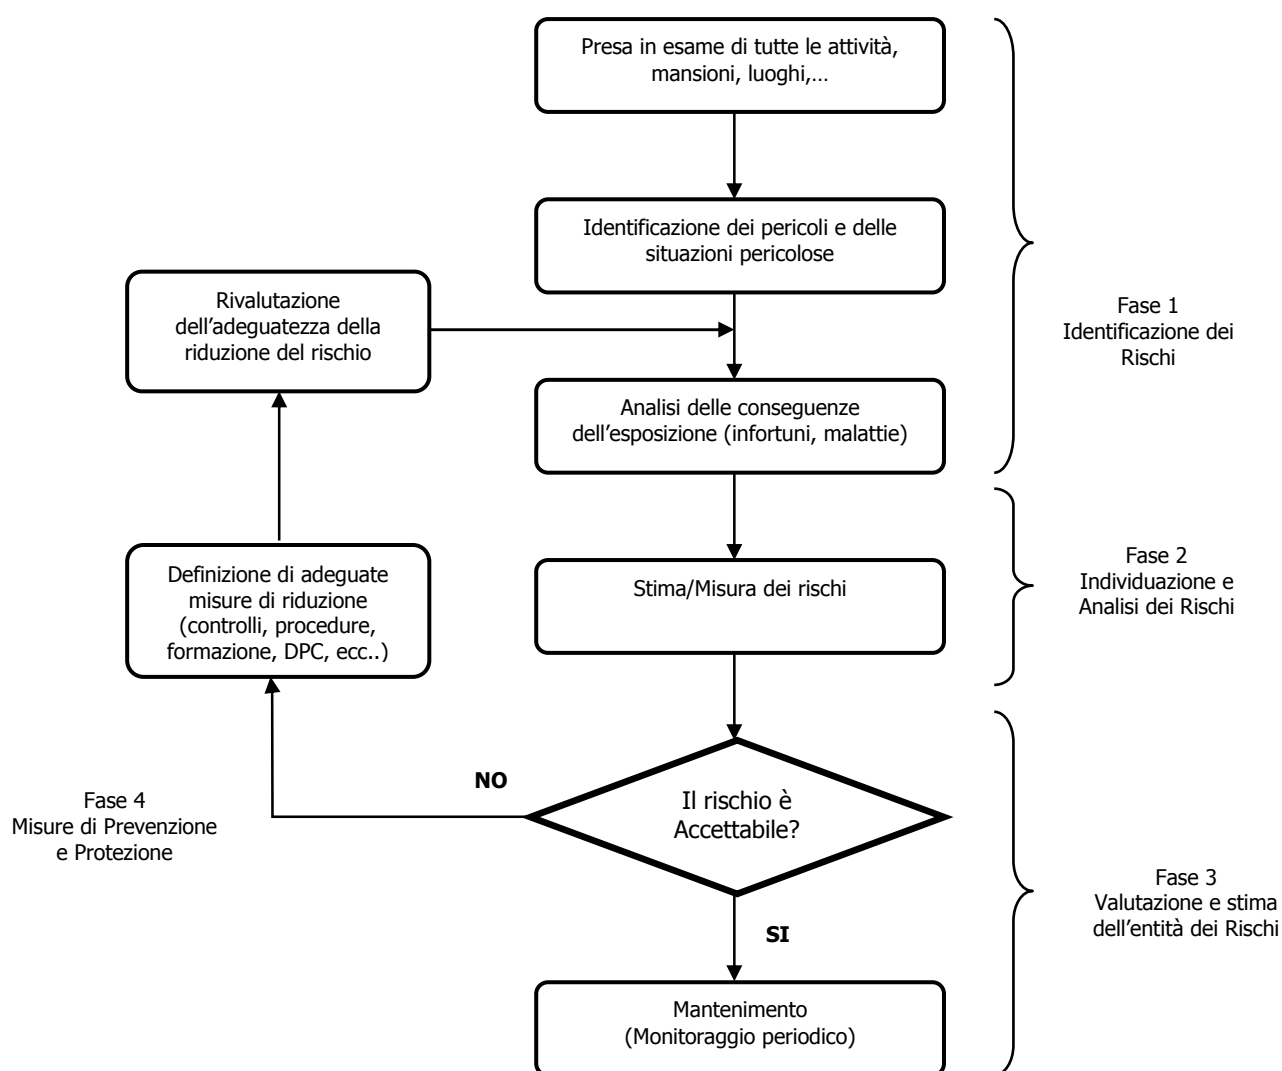 Presa in esame di tutte le attività,
mansioni, luoghi,...
Identificazione dei pericoli e delle
situazioni pericolose
Rivalutazione
dell’adeguatezza della
riduzione del rischio
Fase 1
Identificazione dei
Rischi
Analisi delle conseguenze
dell’esposizione (infortuni, malattie)
Definizione di adeguate
misure di riduzione
(controlli, procedure,
formazione, DPC, ecc..)
Stima/Misura dei rischi
Fase 2
Individuazione e
Analisi dei Rischi
NO
Il rischio è
Accettabile?
Fase 4
Misure di Prevenzione
e Protezione
Fase 3
Valutazione e stima
dell’entità dei Rischi
SI
Mantenimento
(Monitoraggio periodico)